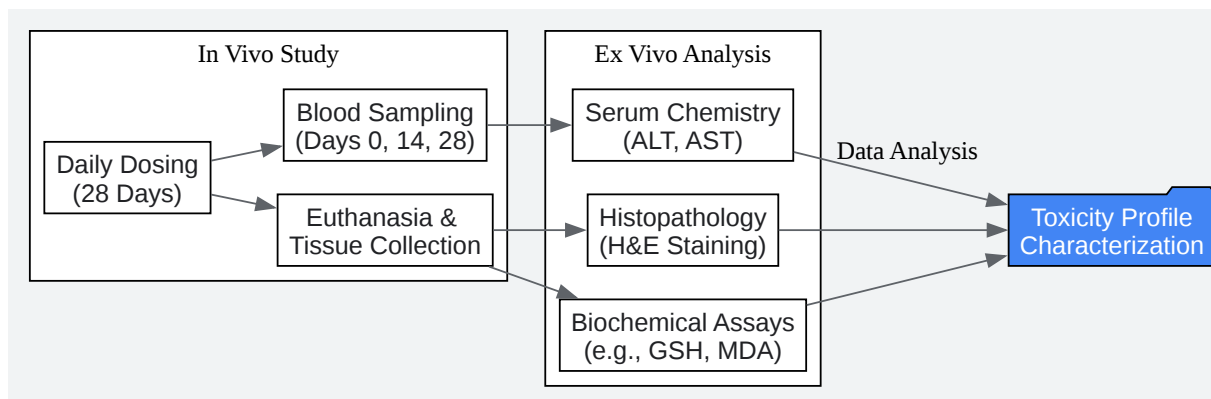 In Vivo Study
Daily Dosing
(28 Days)
Blood Sampling
(Days 0, 14, 28)
Euthanasia &
Tissue Collection
Ex Vivo Analysis
Serum Chemistry
(ALT, AST)
Histopathology
(H&E Staining)
Biochemical Assays
(e.g., GSH, MDA)
Data Analysis
Toxicity Profile
Characterization